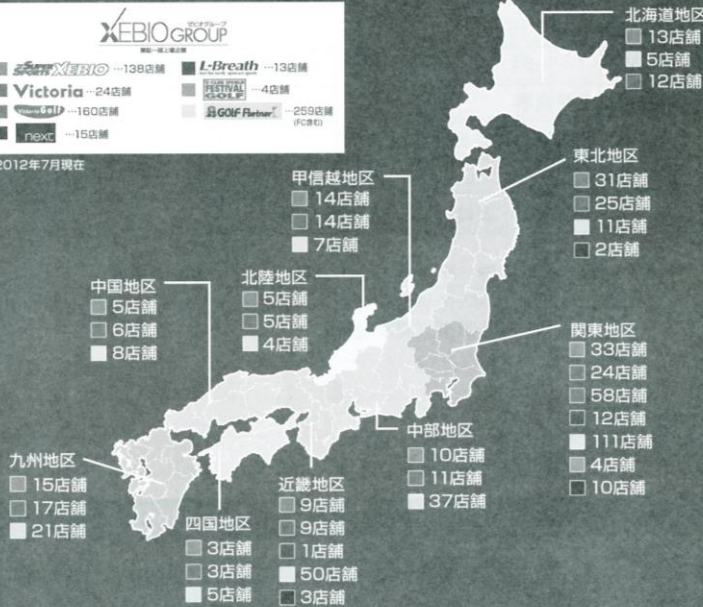 ゼビオグループ
XEBIO GROUP
東証一部上場企業
SUPER SPORTS XEBIO …138店舗
Victoria …24店舗
Victoria Golf …160店舗
next …15店舗
L-Breath …13店舗
FESTIVAL GOLF …4店舗
GOLF Partner …259店舗
(FC含む)
2012年7月現在
北海道地区
13店舗
5店舗
12店舗
東北地区
31店舗
25店舗
11店舗
2店舗
甲信越地区
14店舗
14店舗
7店舗
北陸地区
5店舗
5店舗
4店舗
中国地区
5店舗
6店舗
8店舗
関東地区
33店舗
24店舗
58店舗
12店舗
111店舗
4店舗
10店舗
中部地区
10店舗
11店舗
37店舗
九州地区
15店舗
17店舗
21店舗
四国地区
3店舗
3店舗
5店舗
近畿地区
9店舗
9店舗
1店舗
50店舗
3店舗